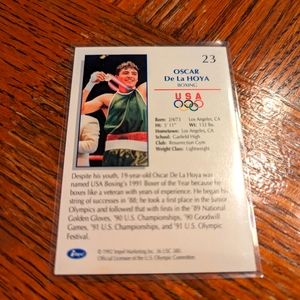 23
OSCAR
De La HOYA
BOXING
USA
Born: 2/4/73 Los Angeles, CA
Ht: 5' 11" Wt: 132 lbs.
Hometown: Los Angeles, CA
School: Garfield High
Club: Resurrection Gym
Weight Class: Lightweight
Despite his youth, 19-year-old Oscar De La Hoya was
named USA Boxing's 1991 Boxer of the Year because he
boxes like a veteran with years of experience. He began his
string of successes in '88; he took a first place in the Junior
Olympics and followed that with firsts in the '89 National
Golden Gloves, '90 U.S. Championships, '90 Goodwill
Games, '91 U.S. Championships, and '91 U.S. Olympic
Festival.
© 1992 Impel Marketing Inc. 36 USC 380.
Official Licensee of the U.S. Olympic Committee.